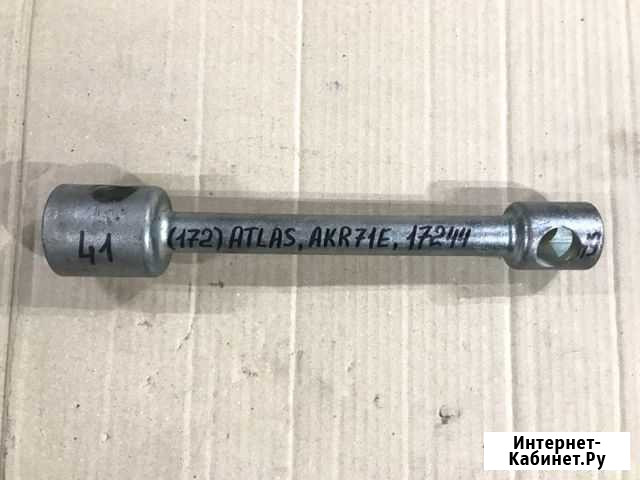 41
(172) ATLAS, AKR71E, 17244
Интернет-
Кабинет.Ру